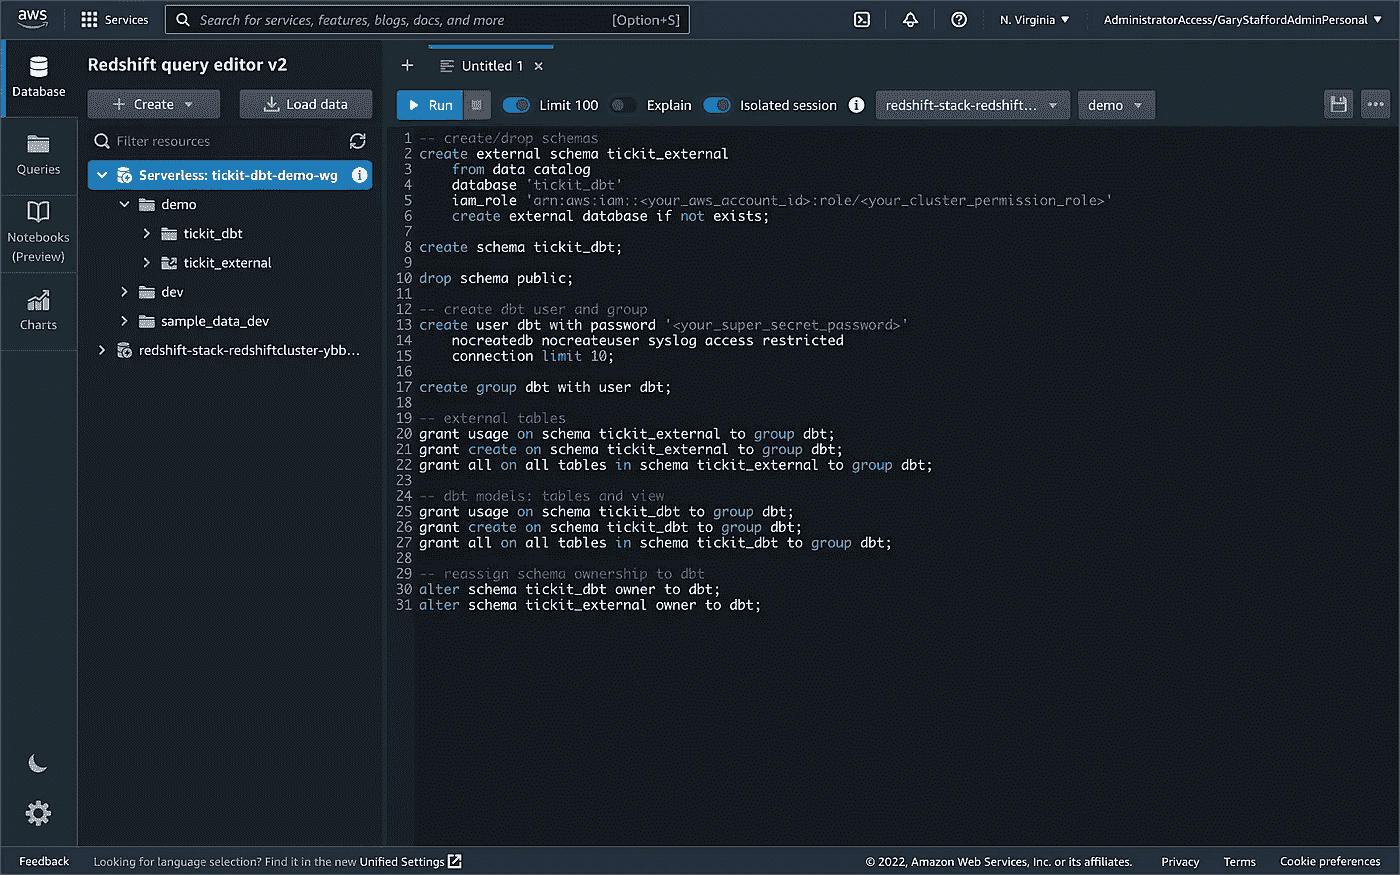 aws Services Search for services, features, blogs, docs, and more [Option+S] N. Virginia AdministratorAccess/GaryStaffordAdminPersonal
Redshift query editor v2
Database
Create Load data
Filter resources
Queries
Serverless: tickit-dbt-demo-wg
demo
tickit_dbt
tickit_external
dev
sample_data_dev
redshift-stack-redshiftcluster-ybb...
Notebooks
(Preview)
Charts
Untitled 1
Run Limit 100 Explain Isolated session redshift-stack-redshift... demo
1 -- create/drop schemas
2 create external schema tickit_external
3 from data catalog
4 database 'tickit_dbt'
5 iam_role 'arn:aws:iam::<your_aws_account_id>:role/<your_cluster_permission_role>'
6 create external database if not exists;
7
8 create schema tickit_dbt;
9
10 drop schema public;
11
12 -- create dbt user and group
13 create user dbt with password '<your_super_secret_password>'
14 nocreatedb nocreateuser syslog access restricted
15 connection limit 10;
16
17 create group dbt with user dbt;
18
19 -- external tables
20 grant usage on schema tickit_external to group dbt;
21 grant create on schema tickit_external to group dbt;
22 grant all on all tables in schema tickit_external to group dbt;
23
24 -- dbt models: tables and view
25 grant usage on schema tickit_dbt to group dbt;
26 grant create on schema tickit_dbt to group dbt;
27 grant all on all tables in schema tickit_dbt to group dbt;
28
29 -- reassign schema ownership to dbt
30 alter schema tickit_dbt owner to dbt;
31 alter schema tickit_external owner to dbt;
Feedback Looking for language selection? Find it in the new Unified Settings © 2022, Amazon Web Services, Inc. or its affiliates. Privacy Terms Cookie preferences